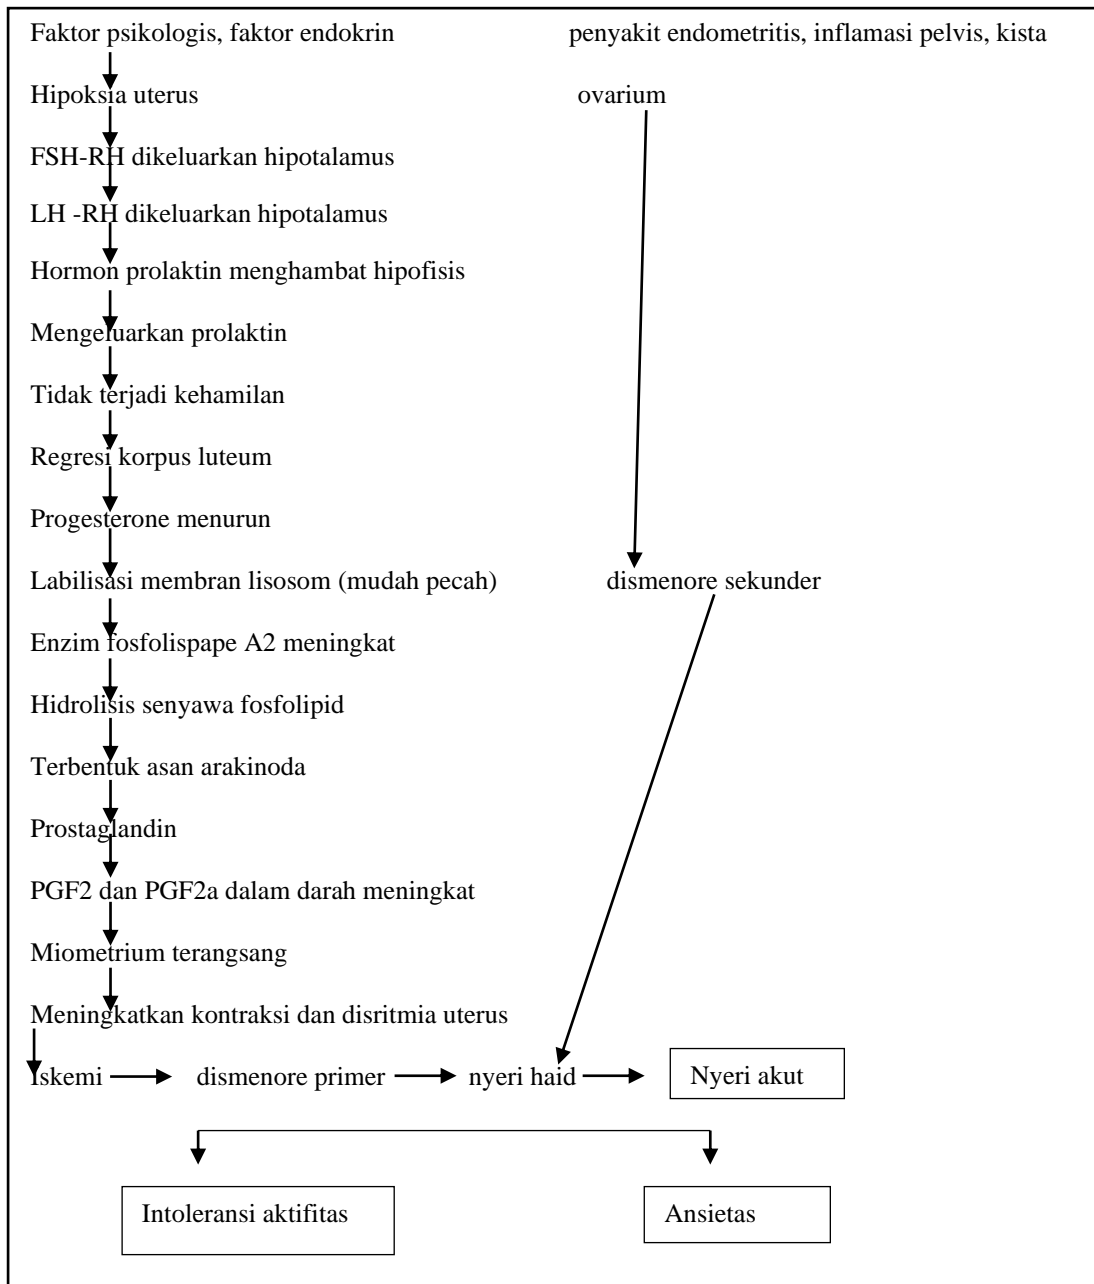 Faktor psikologis, faktor endokrin
penyakit endometritis, inflamasi pelvis, kista
Hipoksia uterus
ovarium
FSH-RH dikeluarkan hipotalamus
LH -RH dikeluarkan hipotalamus
Hormon prolaktin menghambat hipofisis
Mengeluarkan prolaktin
Tidak terjadi kehamilan
Regresi korpus luteum
Progesterone menurun
Labilisasi membran lisosom (mudah pecah)
dismenore sekunder
Enzim fosfolispape A2 meningkat
Hidrolisis senyawa fosfolipid
Terbentuk asan arakinoda
Prostaglandin
PGF2 dan PGF2a dalam darah meningkat
Miometrium terangsang
Meningkatkan kontraksi dan disritmia uterus
Iskemi
dismenore primer
nyeri haid
Nyeri akut
Intoleransi aktifitas
Ansietas